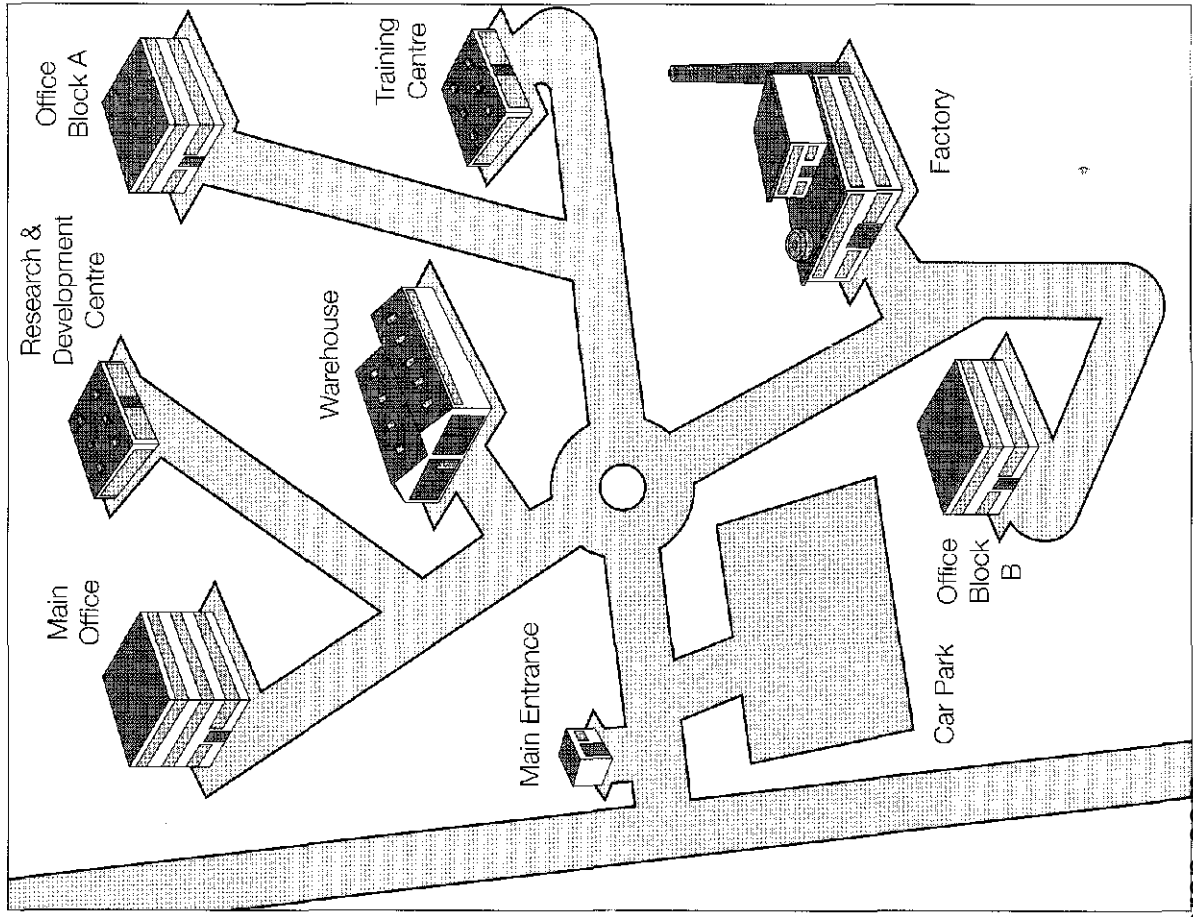 Office
Block A
Training
Centre
Research &
Development
Centre
Warehouse
Factory
Main
Office
Main Entrance
Office
Block
B
Car Park